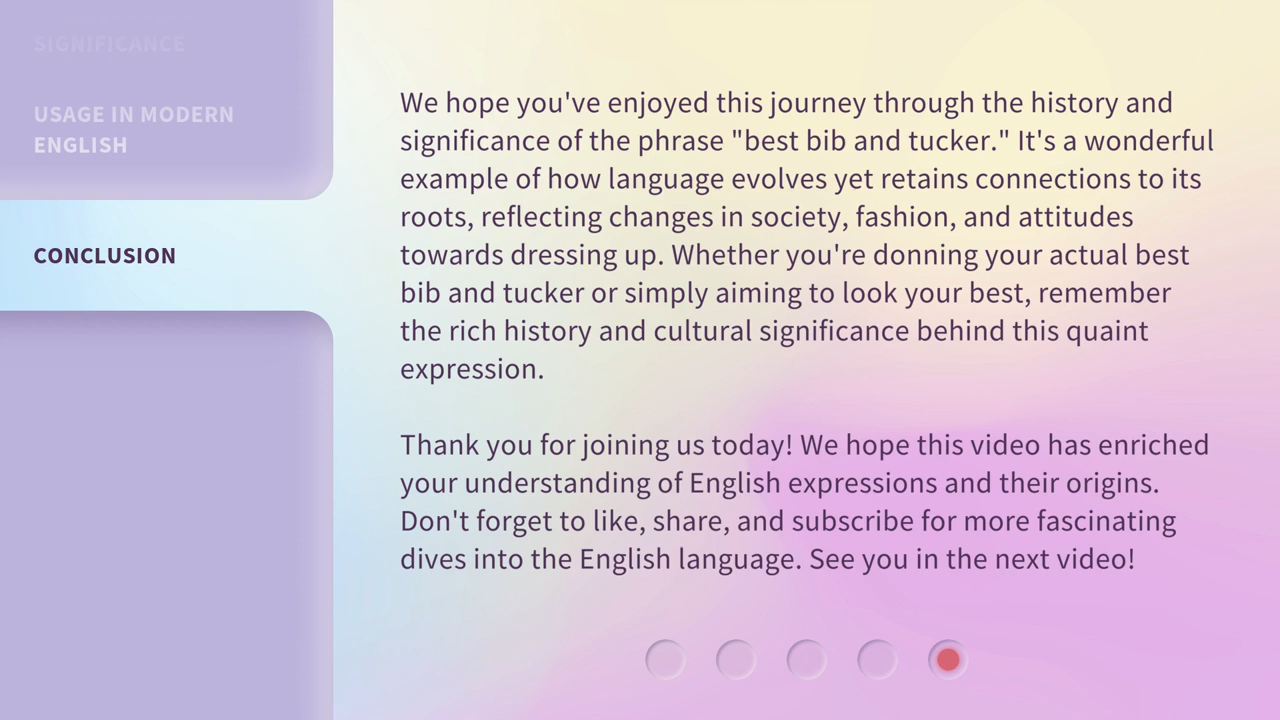 SIGNIFICANCE
USAGE IN MODERN
ENGLISH
CONCLUSION
We hope you've enjoyed this journey through the history and
significance of the phrase "best bib and tucker." It's a wonderful
example of how language evolves yet retains connections to its
roots, reflecting changes in society, fashion, and attitudes
towards dressing up. Whether you're donning your actual best
bib and tucker or simply aiming to look your best, remember
the rich history and cultural significance behind this quaint
expression.
Thank you for joining us today! We hope this video has enriched
your understanding of English expressions and their origins.
Don't forget to like, share, and subscribe for more fascinating
dives into the English language. See you in the next video!